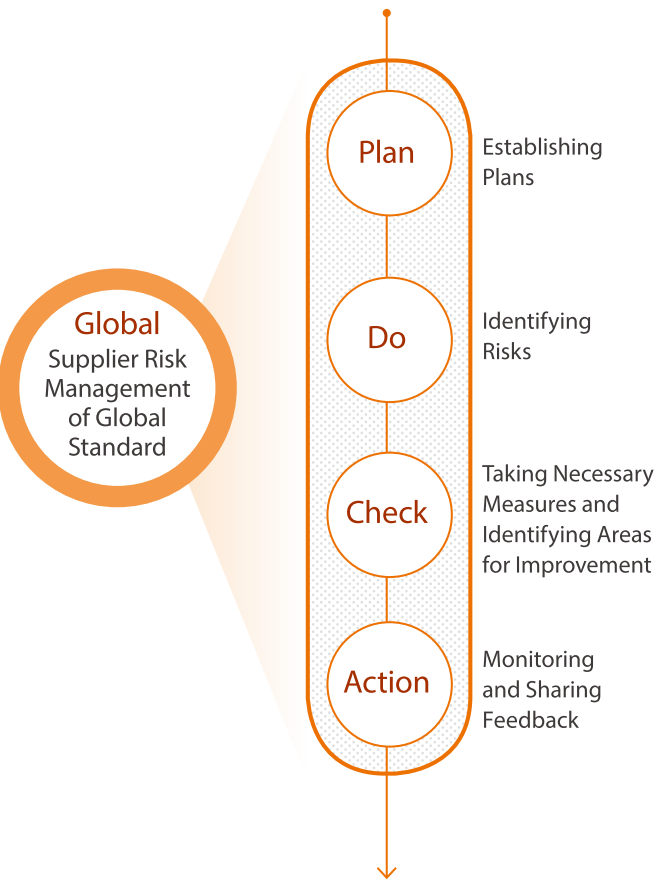 Global
Supplier Risk
Management
of Global
Standard
Plan
Establishing
Plans
Do
Identifying
Risks
Check
Taking Necessary
Measures and
Identifying Areas
for Improvement
Action
Monitoring
and Sharing
Feedback